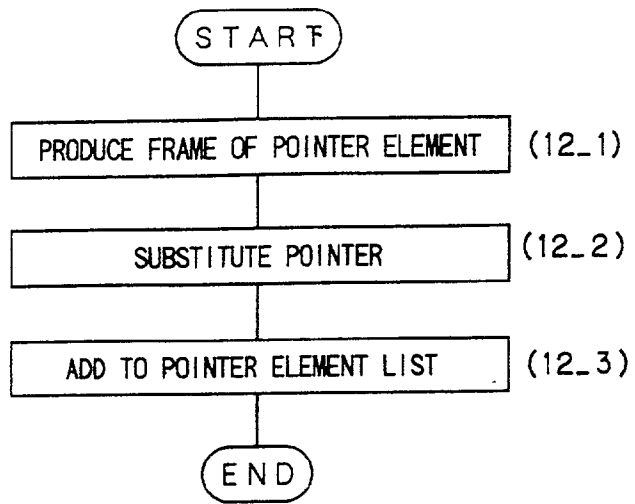 START
PRODUCE FRAME OF POINTER ELEMENT (12_1)
SUBSTITUTE POINTER (12_2)
ADD TO POINTER ELEMENT LIST (12_3)
END